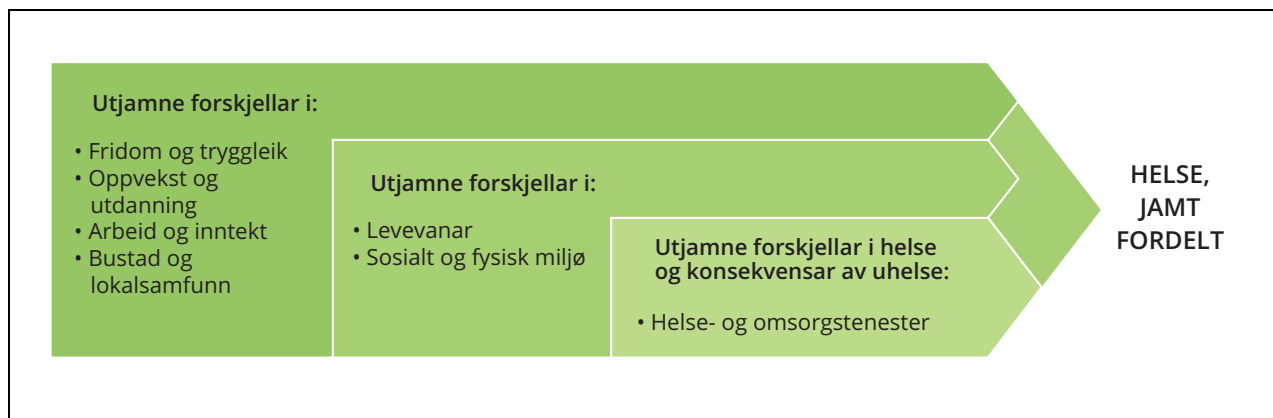 Utjamne forskjellar i:
• Fridom og tryggleik
• Oppvekst og
utdanning
• Arbeid og inntekt
• Bustad og
lokalsamfunn
Utjamne forskjellar i:
• Levevanar
• Sosialt og fysisk miljø
Utjamne forskjellar i helse
og konsekvensar av uhelse:
• Helse- og omsorgstenester
HELSE,
JAMT
FORDELT